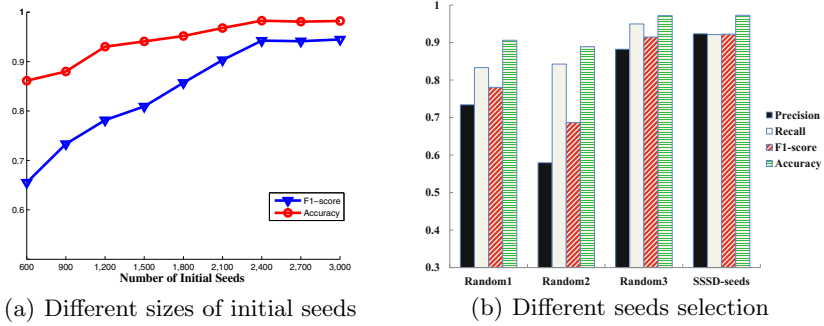 1
0.9
0.8
0.7
0.6
600 900 1,200 1,500 1,800 2,100 2,400 2,700 3,000
Number of Initial Seeds
F1-score
Accuracy
(a) Different sizes of initial seeds
1
0.9
0.8
0.7
0.6
0.5
0.4
0.3
Random1 Random2 Random3 SSSD-seeds
Precision
Recall
F1-score
Accuracy
(b) Different seeds selection